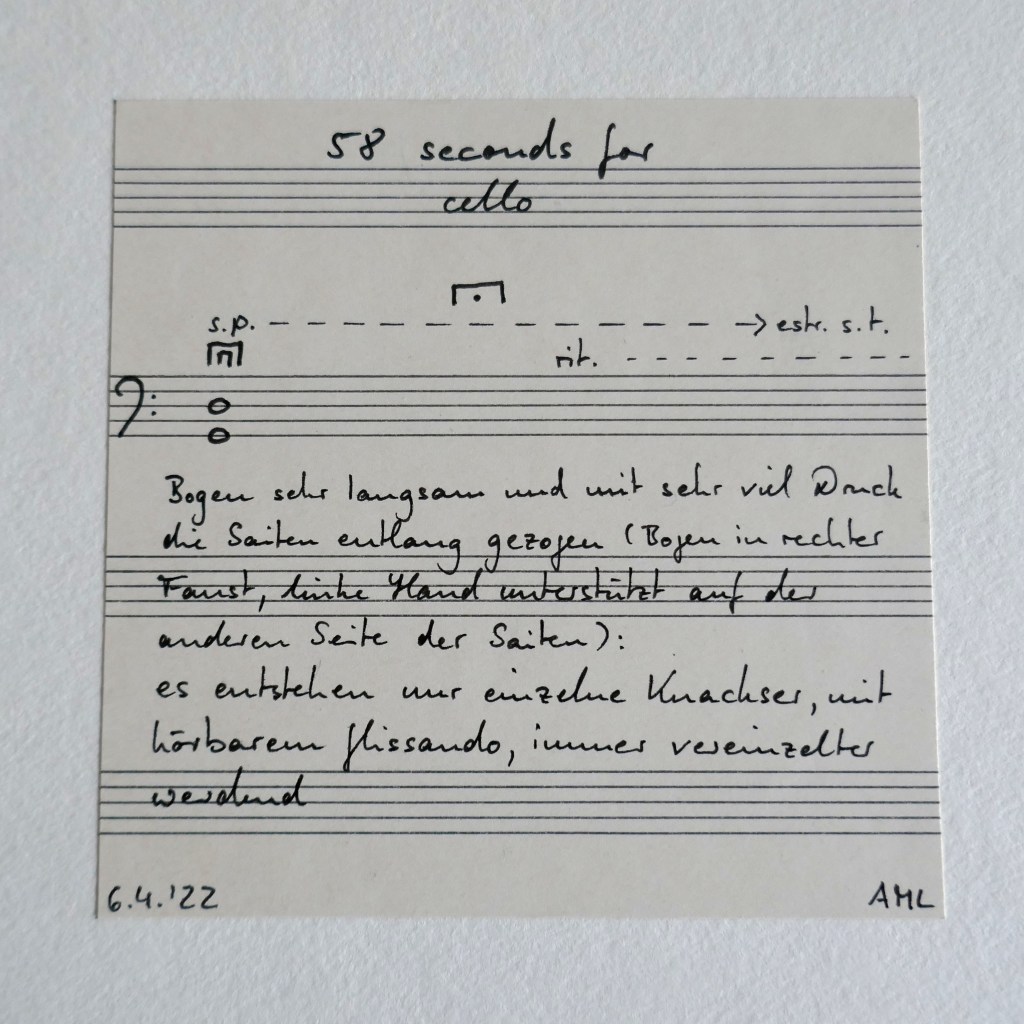 58 seconds for
cello
s.p. – – – – – – – – – – – – –> estr. s.t.
rit. - - - - - - - -
Bogen sehr langsam und mit sehr viel Druck
die Saiten entlang gezogen (Bogen in rechter
Faust, linke Hand unterstützt auf der
anderen Seite der Saiten):
es entstehen nur einzelne Knackser, mit
hörbarem glissando, immer vereinzelter
werdend
6.4.'22 AML